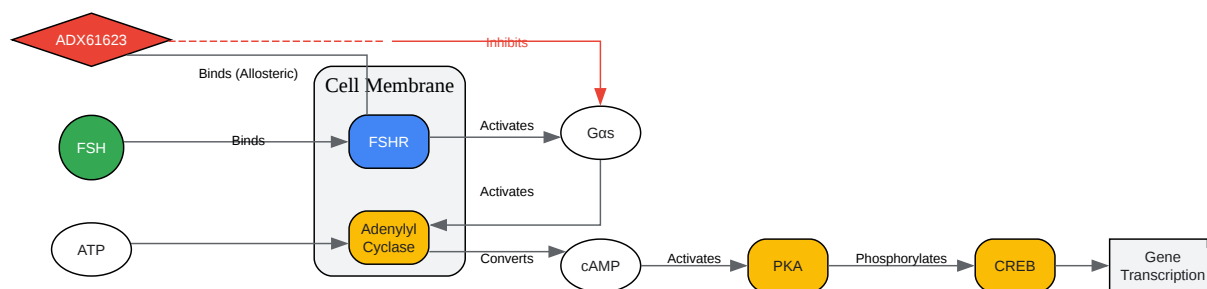 ADX61623
Inhibits
Binds (Allosteric)
Cell Membrane
FSH
Binds
FSHR
Activates
Gαs
Activates
ATP
Adenylyl
Cyclase
Converts
cAMP
Activates
PKA
Phosphorylates
CREB
Gene
Transcription